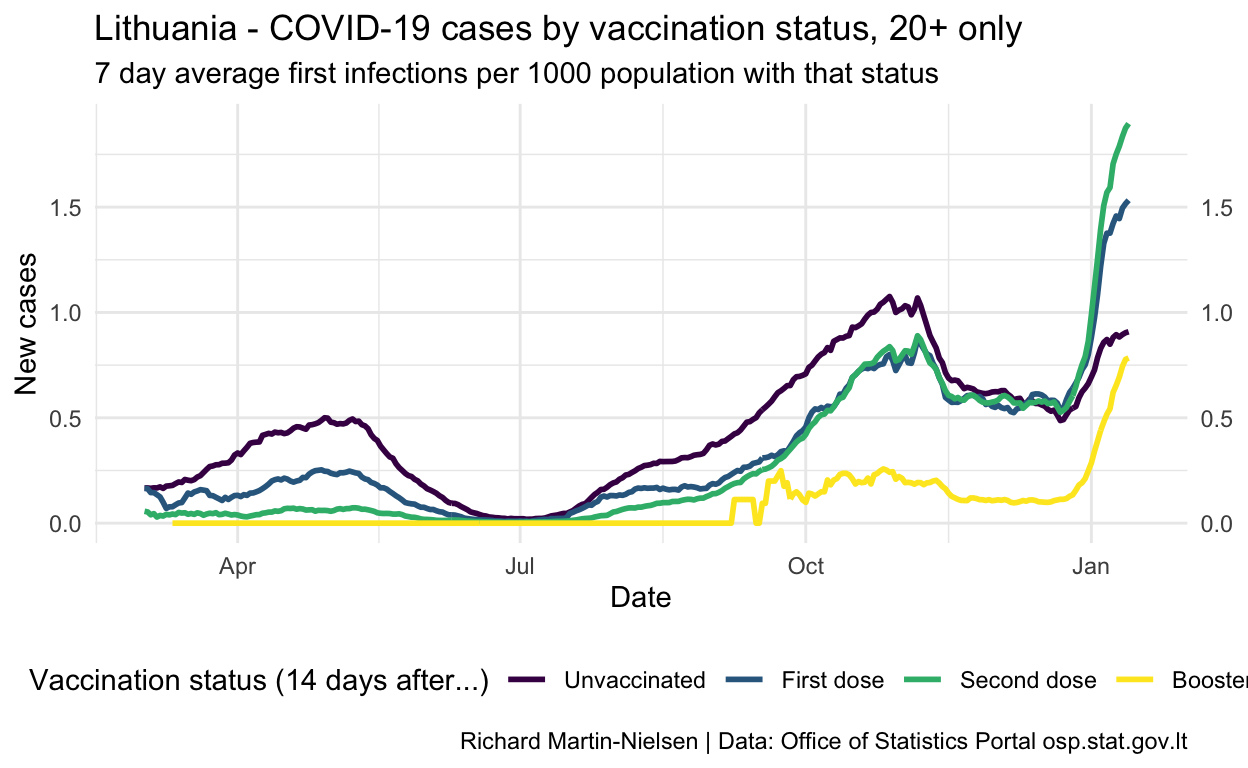 Lithuania - COVID-19 cases by vaccination status, 20+ only
7 day average first infections per 1000 population with that status
New cases
1.5 1.5
1.0 1.0
0.5 0.5
0.0 0.0
Apr Jul Oct Jan
Date
Vaccination status (14 days after...) Unvaccinated First dose Second dose Booster
Richard Martin-Nielsen | Data: Office of Statistics Portal osp.stat.gov.lt